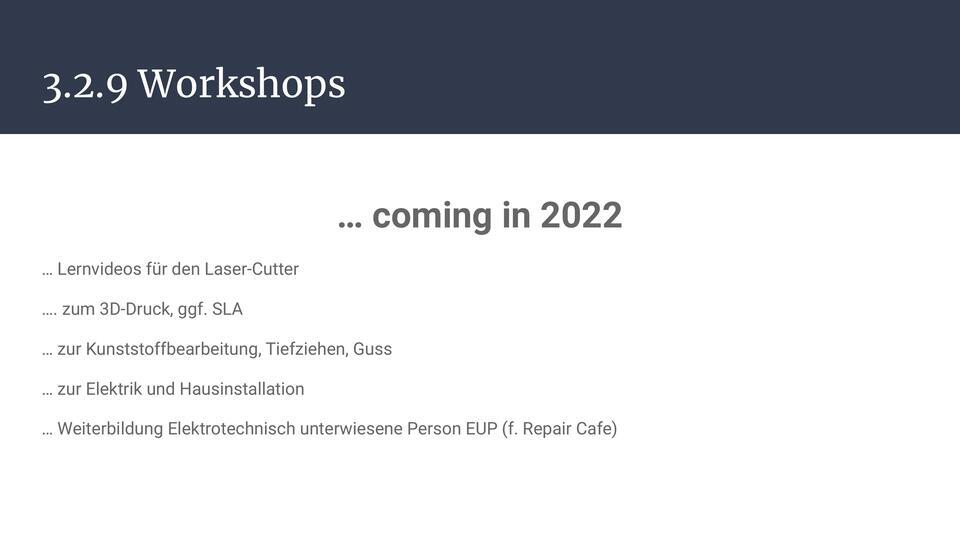 3.2.9 Workshops
… coming in 2022
… Lernvideos für den Laser-Cutter
…. zum 3D-Druck, ggf. SLA
… zur Kunststoffbearbeitung, Tiefziehen, Guss
… zur Elektrik und Hausinstallation
… Weiterbildung Elektrotechnisch unterwiesene Person EUP (f. Repair Cafe)